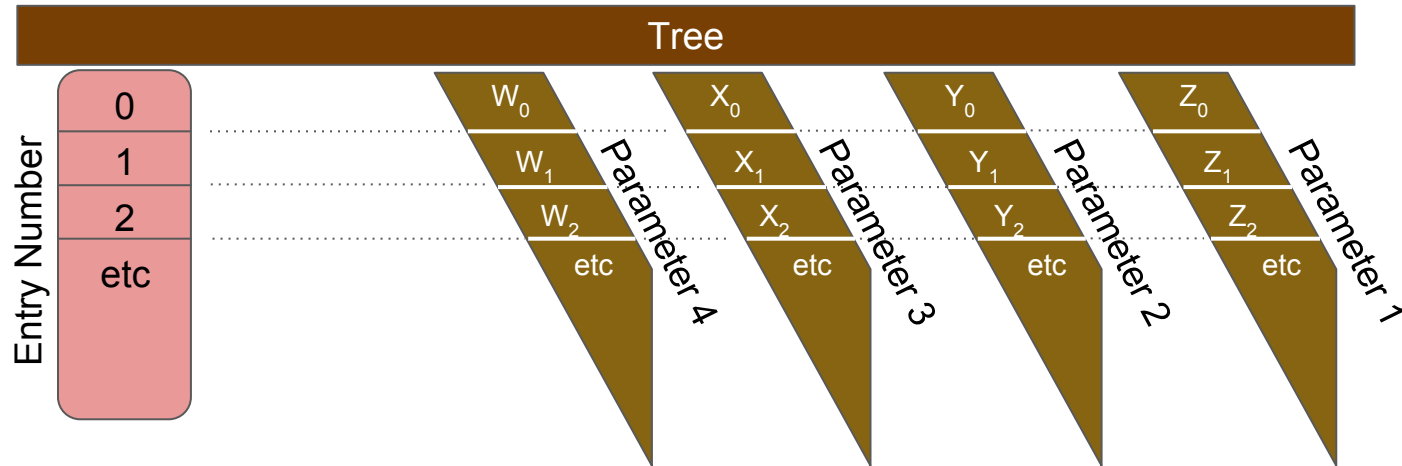 Tree
Entry Number
0
1
2
etc
W₀
W₁
W₂
etc
Parameter 4
X₀
X₁
X₂
etc
Parameter 3
Y₀
Y₁
Y₂
etc
Parameter 2
Z₀
Z₁
Z₂
etc
Parameter 1